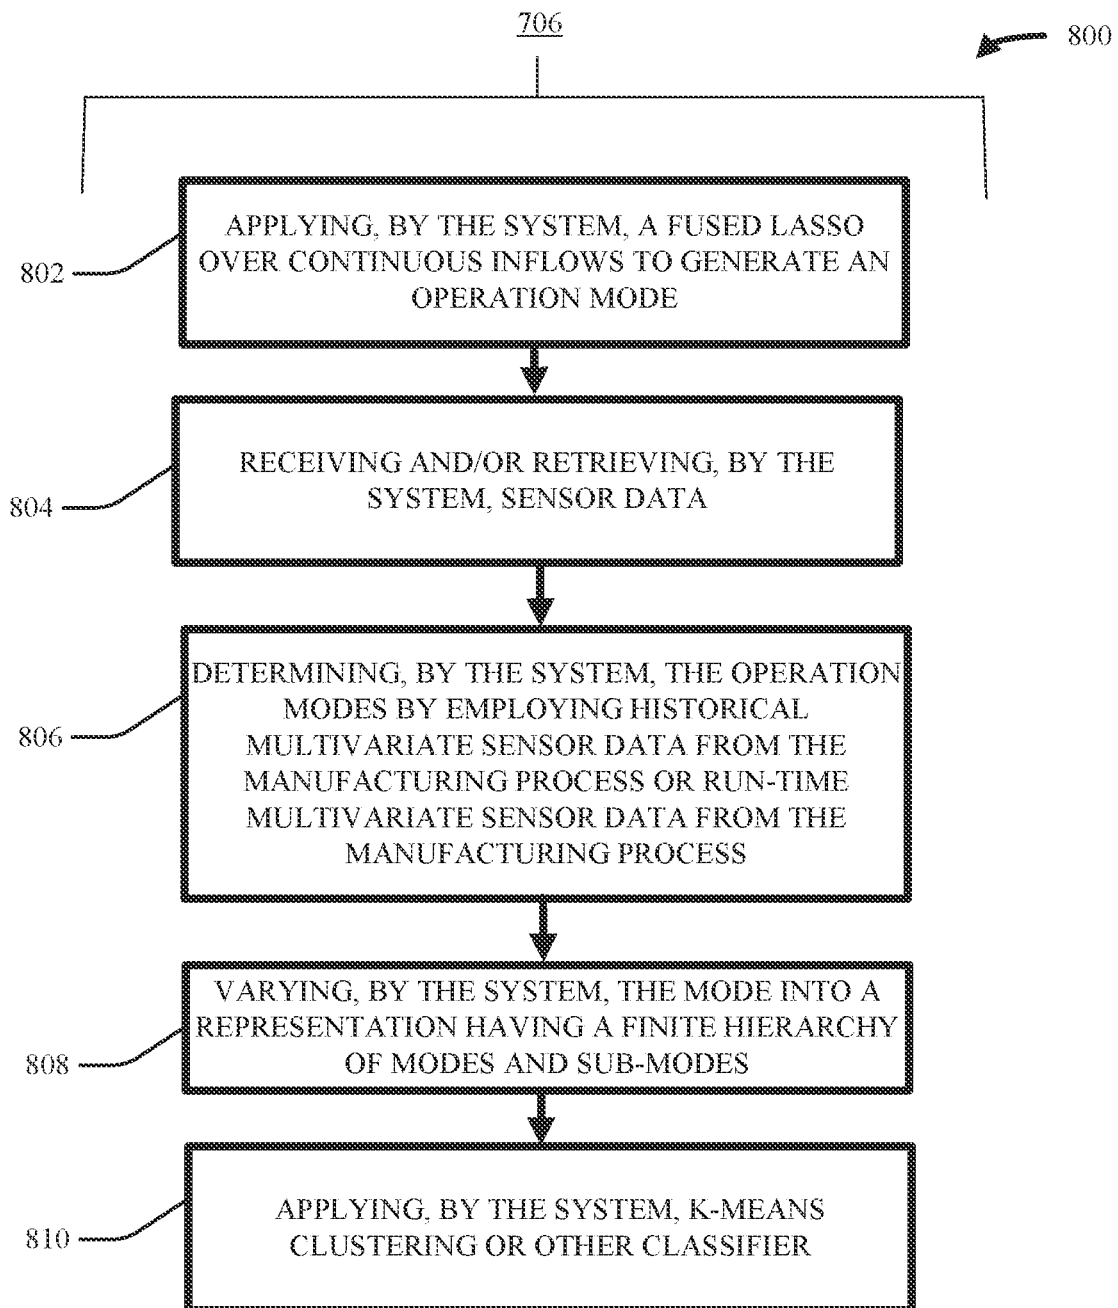 706
800
APPLYING, BY THE SYSTEM, A FUSED LASSO
OVER CONTINUOUS INFLOWS TO GENERATE AN
OPERATION MODE
802
RECEIVING AND/OR RETRIEVING, BY THE
SYSTEM, SENSOR DATA
804
DETERMINING, BY THE SYSTEM, THE OPERATION
MODES BY EMPLOYING HISTORICAL
MULTIVARIATE SENSOR DATA FROM THE
MANUFACTURING PROCESS OR RUN-TIME
MULTIVARIATE SENSOR DATA FROM THE
MANUFACTURING PROCESS
806
VARYING, BY THE SYSTEM, THE MODE INTO A
REPRESENTATION HAVING A FINITE HIERARCHY
OF MODES AND SUB-MODES
808
APPLYING, BY THE SYSTEM, K-MEANS
CLUSTERING OR OTHER CLASSIFIER
810